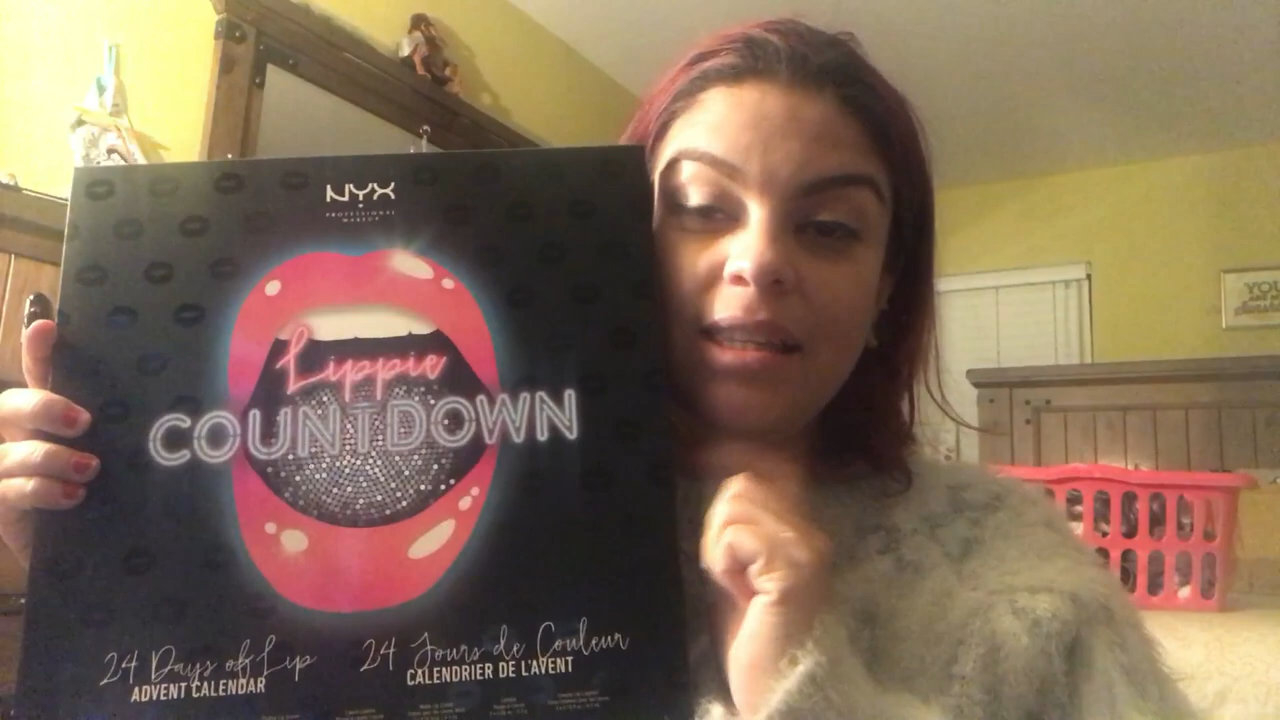 NYX
PROFESSIONAL
MAKEUP
Lippie
COUNTDOWN
24 Days of Lip
ADVENT CALENDAR
24 Jours de Couleur
CALENDRIER DE L'AVENT
YOU